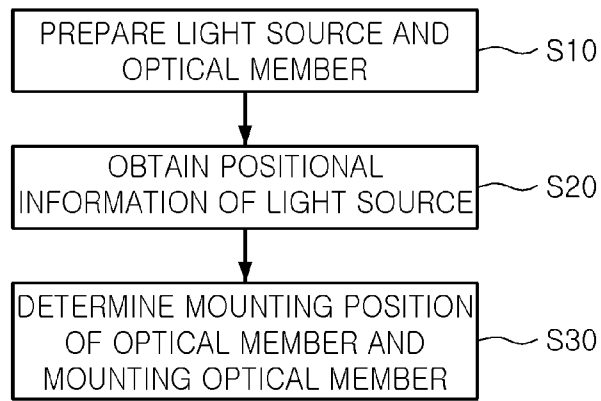 PREPARE LIGHT SOURCE AND
OPTICAL MEMBER
S10
OBTAIN POSITIONAL
INFORMATION OF LIGHT SOURCE
S20
DETERMINE MOUNTING POSITION
OF OPTICAL MEMBER AND
MOUNTING OPTICAL MEMBER
S30